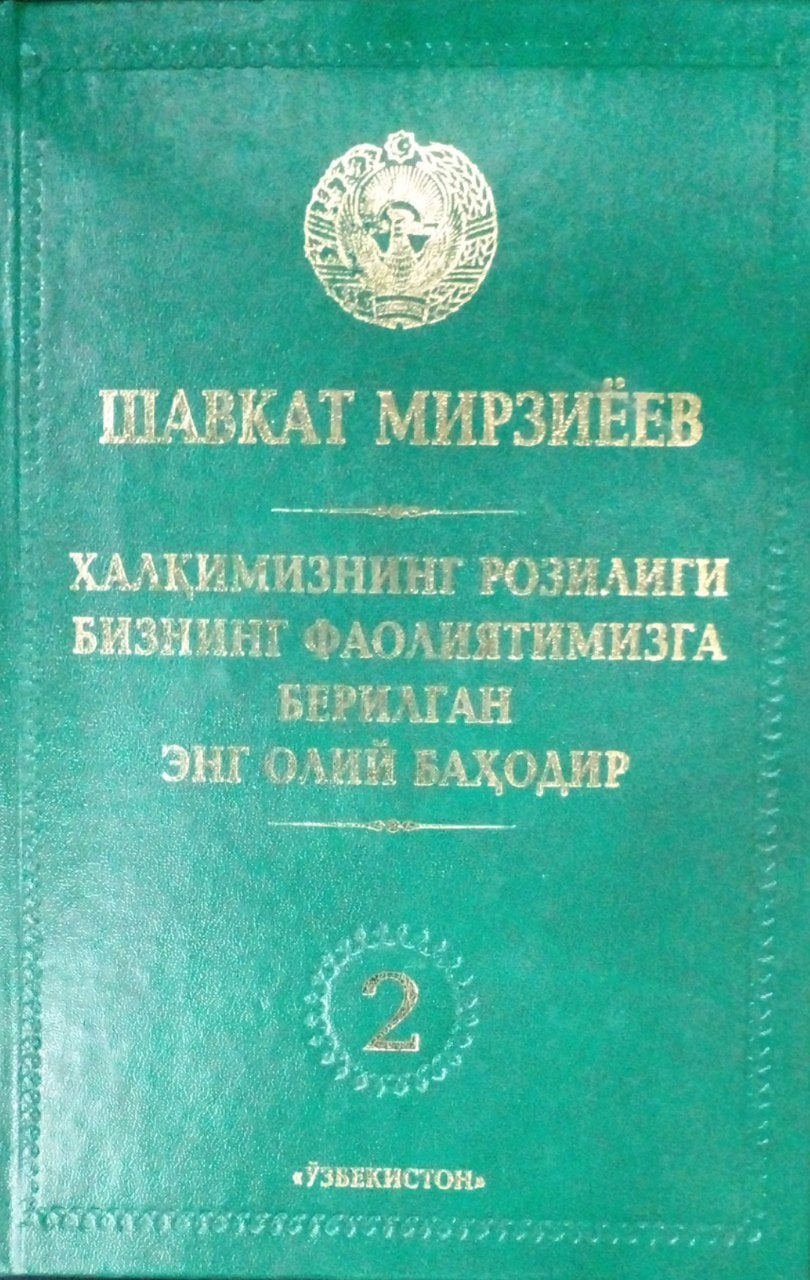 ШАВКАТ МИРЗИЁЕВ
ХАЛҚИМИЗНИНГ РОЗИЛИГИ
БИЗНИНГ ФАОЛИЯТИМИЗГА
БЕРИЛГАН
ЭНГ ОЛИЙ БАҲОДИР
2
«ЎЗБЕКИСТОН»